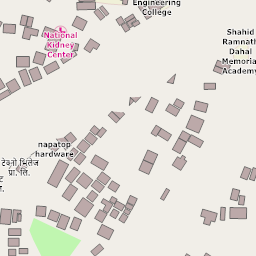 Engineering
College
National
Kidney
Center
Shahid
Ramnath
Dahal
Memorial
Academy
napatop
hardware
टेक्नो भिलेज
प्रा. लि.